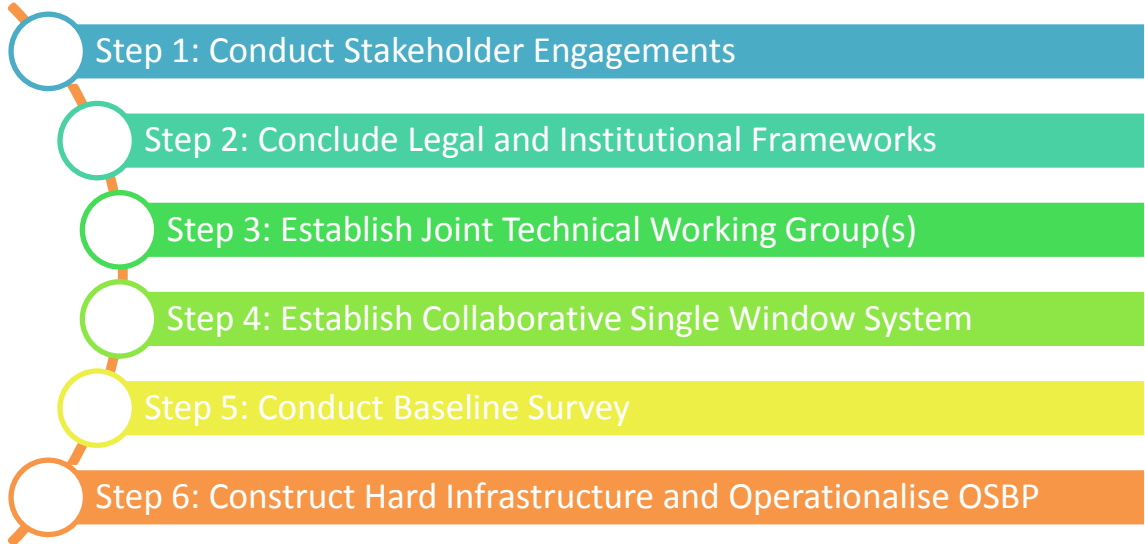 Step 1: Conduct Stakeholder Engagements
Step 2: Conclude Legal and Institutional Frameworks
Step 3: Establish Joint Technical Working Group(s)
Step 4: Establish Collaborative Single Window System
Step 5: Conduct Baseline Survey
Step 6: Construct Hard Infrastructure and Operationalise OSBP